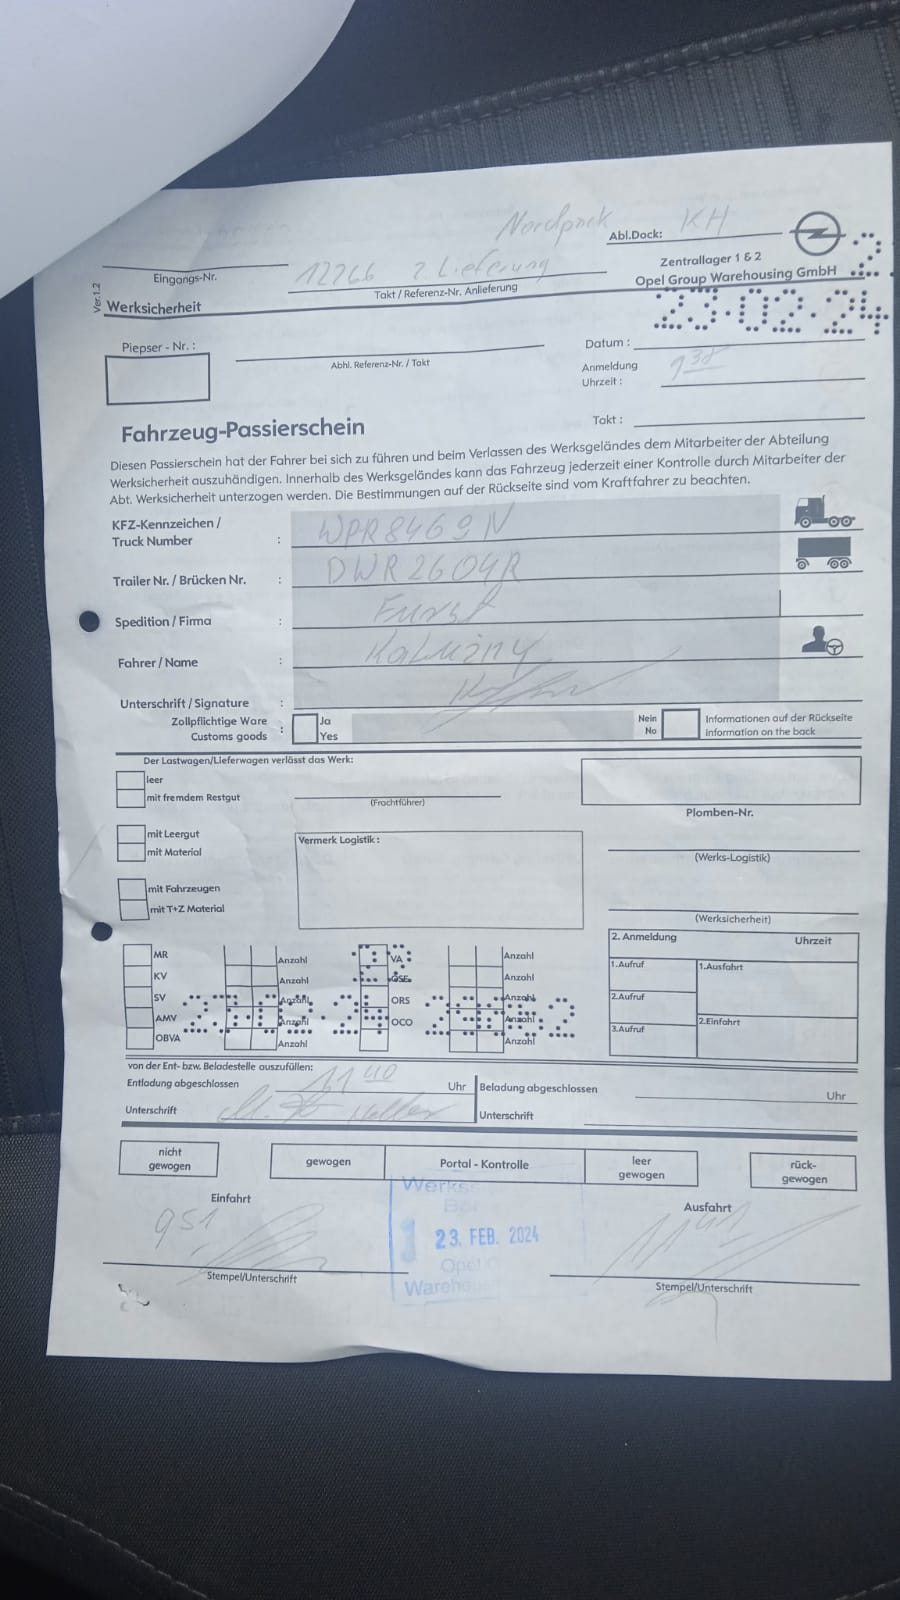 Nordpack
Abl.Dock: KH
Eingangs-Nr.
12266 2. Lieferung
Takt / Referenz-Nr. Anlieferung
Zentrallager 1 & 2
Opel Group Warehousing GmbH
Ver.1.2
Werksicherheit
23.02.24
Piepser - Nr. :
Abhl. Referenz-Nr. / Takt
Datum :
Anmeldung
Uhrzeit : 9 38
Takt :
Fahrzeug-Passierschein
Diesen Passierschein hat der Fahrer bei sich zu führen und beim Verlassen des Werksgeländes dem Mitarbeiter der Abteilung
Werksicherheit auszuhändigen. Innerhalb des Werksgeländes kann das Fahrzeug jederzeit einer Kontrolle durch Mitarbeiter der
Abt. Werksicherheit unterzogen werden. Die Bestimmungen auf der Rückseite sind vom Kraftfahrer zu beachten.
KFZ-Kennzeichen /
Truck Number : WPR8469N
Trailer Nr. / Brücken Nr. : DWR2604R
Spedition / Firma :
Fahrer / Name : Kaluzny
Unterschrift / Signature :
Zollpflichtige Ware
Customs goods :
Ja
Yes
Nein
No
Informationen auf der Rückseite
information on the back
Der Lastwagen/Lieferwagen verlässt das Werk:
leer
mit fremdem Restgut
(Frachtführer)
Plomben-Nr.
mit Leergut
mit Material
Vermerk Logistik :
(Werks-Logistik)
mit Fahrzeugen
mit T+Z Material
(Werksicherheit)
MR Anzahl VA Anzahl
KV Anzahl GSE Anzahl
SV Anzahl ORS Anzahl
AMV Anzahl OCO Anzahl
OBVA Anzahl Anzahl
2. Anmeldung Uhrzeit
1.Aufruf 1.Ausfahrt
2.Aufruf
3.Aufruf 2.Einfahrt
von der Ent- bzw. Beladestelle auszufüllen:
Entladung abgeschlossen 11 40 Uhr
Beladung abgeschlossen Uhr
Unterschrift
Unterschrift
nicht
gewogen
gewogen
Portal - Kontrolle
leer
gewogen
rück-
gewogen
Einfahrt
951
Ausfahrt
23. FEB. 2024
Stempel/Unterschrift
Stempel/Unterschrift